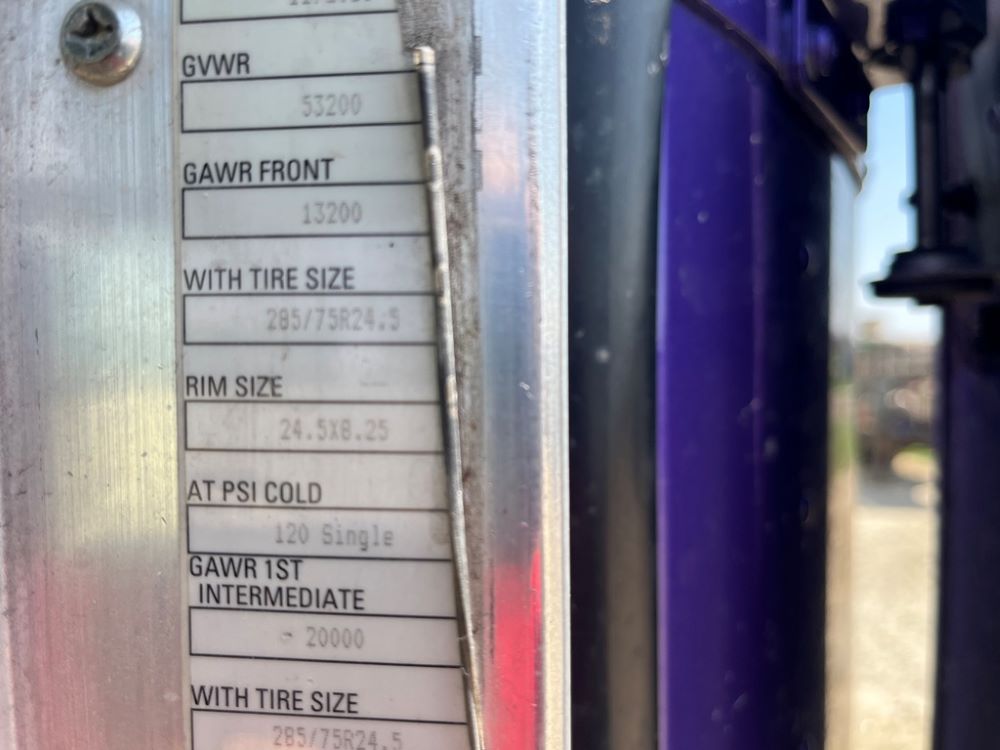 GVWR
53200
GAWR FRONT
13200
WITH TIRE SIZE
285/75R24.5
RIM SIZE
24.5X8.25
AT PSI COLD
120 Single
GAWR 1ST
INTERMEDIATE
20000
WITH TIRE SIZE
285/75R24.5